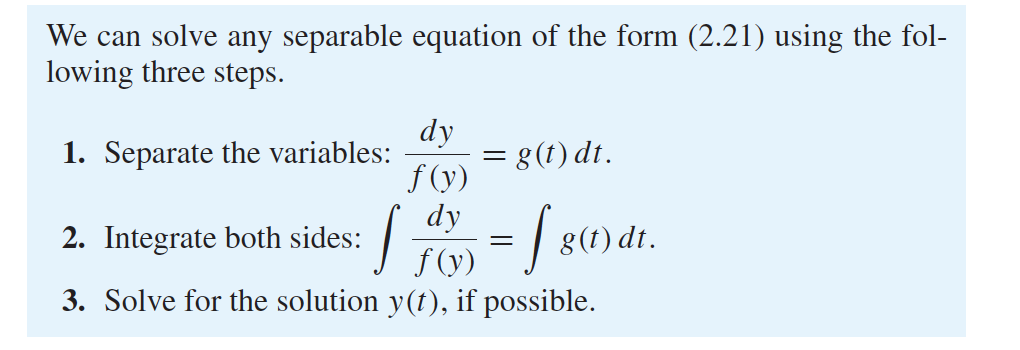 We can solve any separable equation of the form (2.21) using the fol-
lowing three steps.
1. Separate the variables: dy/f(y) = g(t) dt.
2. Integrate both sides: ∫ dy/f(y) = ∫ g(t) dt.
3. Solve for the solution y(t), if possible.